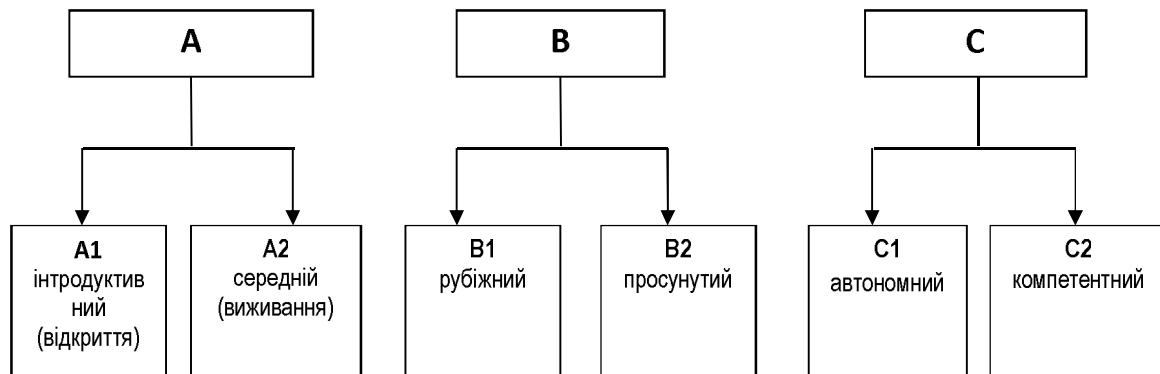 A
B
C
A1
інтродуктив
ний
(відкриття)
A2
середній
(виживання)
B1
рубіжний
B2
просунутий
C1
автономний
C2
компетентний